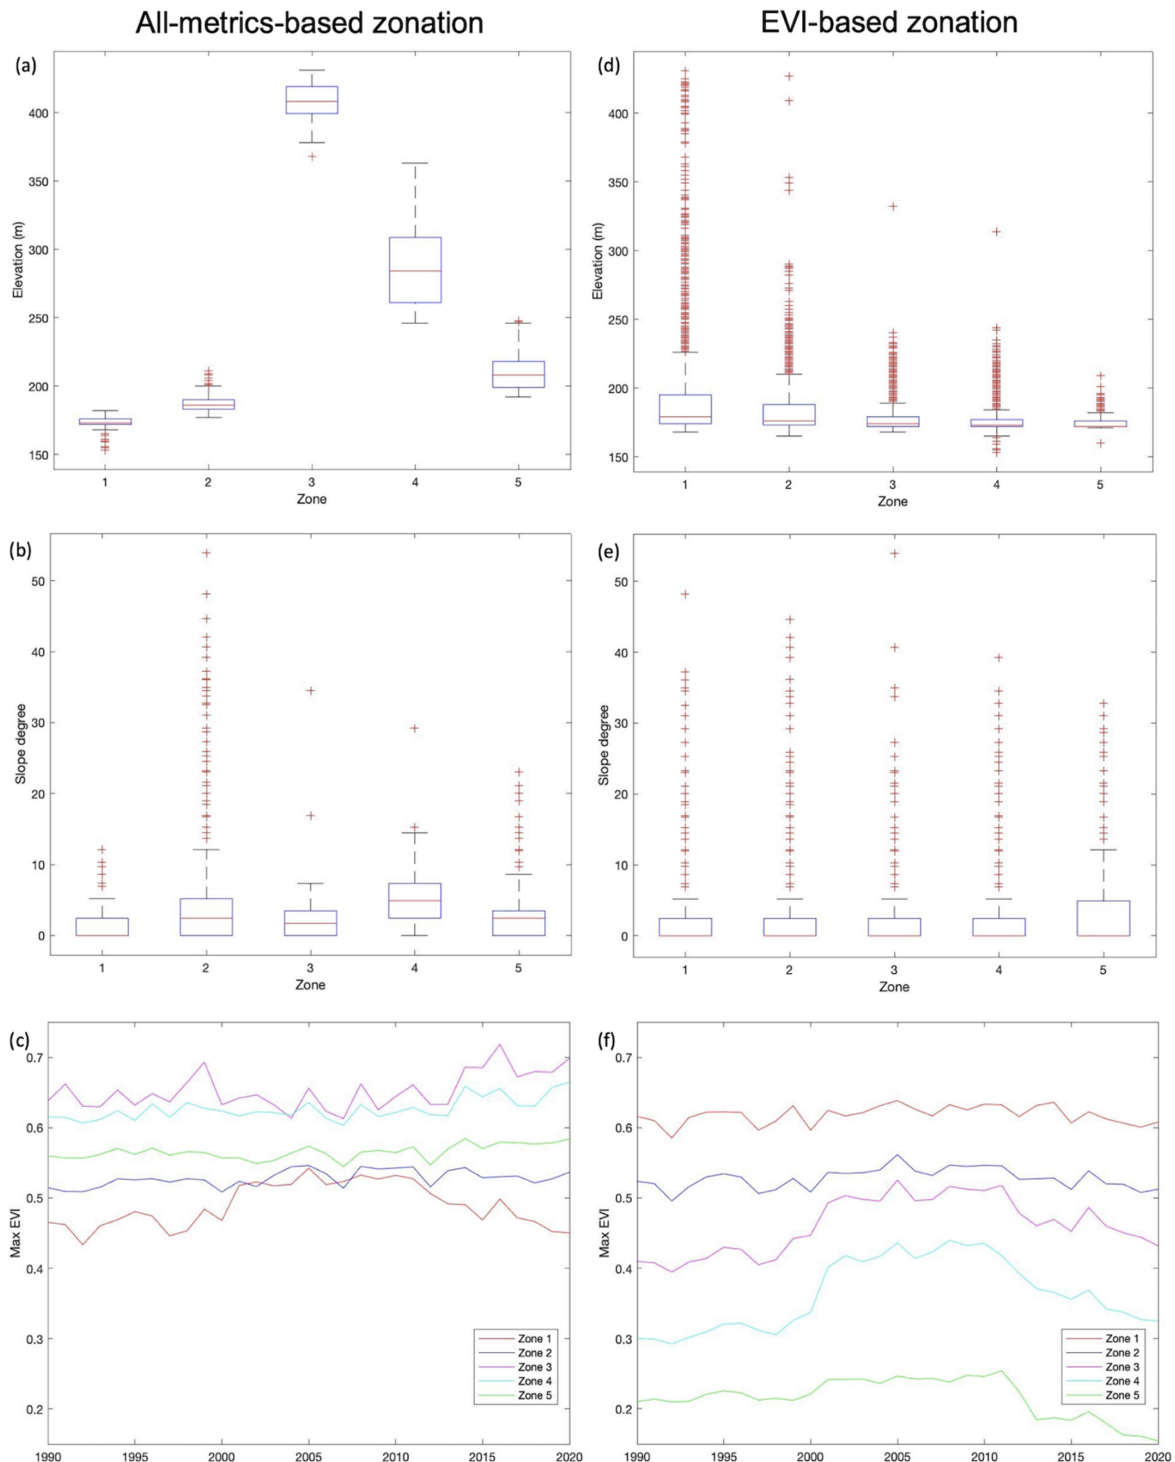 All-metrics-based zonation
EVI-based zonation
(a)
400
350
300
250
200
150
Elevation (m)
1 2 3 4 5
Zone
(d)
400
350
300
250
200
150
Elevation (m)
1 2 3 4 5
Zone
(b)
50
40
30
20
10
0
Slope degree
1 2 3 4 5
Zone
(e)
50
40
30
20
10
0
Slope degree
1 2 3 4 5
Zone
(c)
0.7
0.6
0.5
0.4
0.3
0.2
Max EVI
Zone 1
Zone 2
Zone 3
Zone 4
Zone 5
1990 1995 2000 2005 2010 2015 2020
(f)
0.7
0.6
0.5
0.4
0.3
0.2
Max EVI
Zone 1
Zone 2
Zone 3
Zone 4
Zone 5
1990 1995 2000 2005 2010 2015 2020